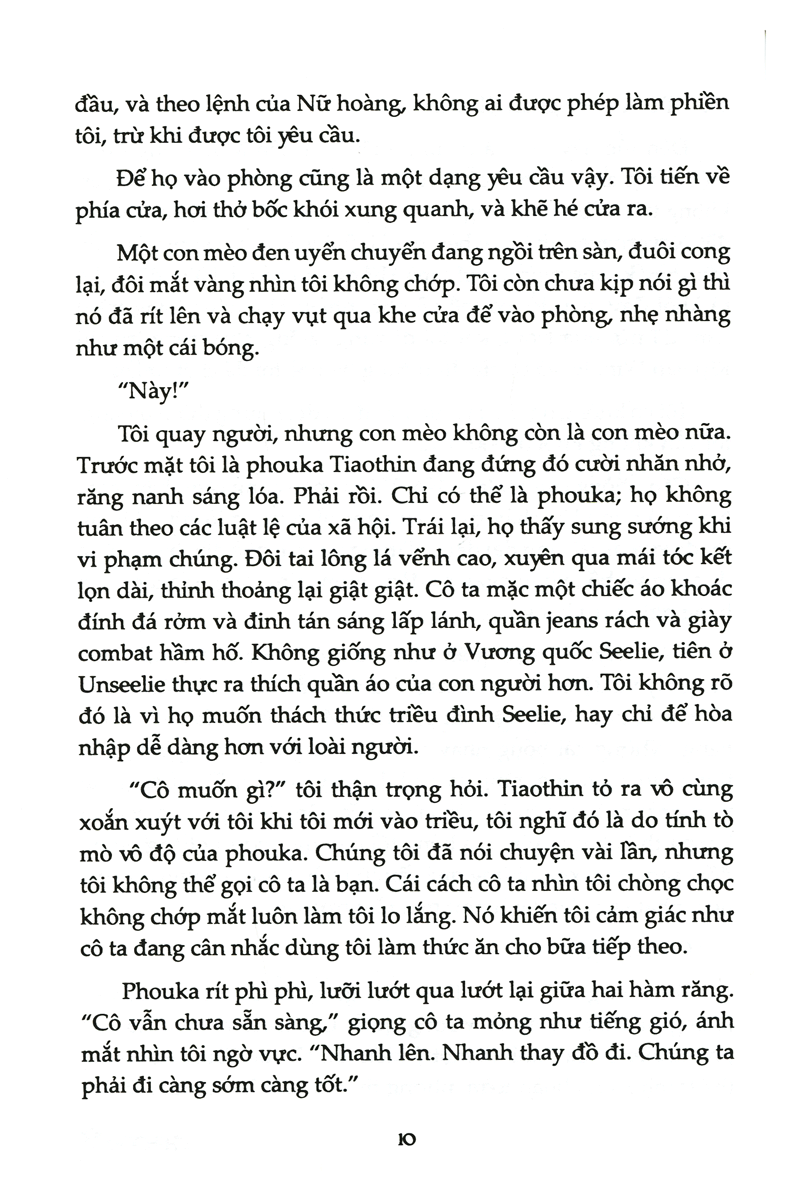 đầu, và theo lệnh của Nữ hoàng, không ai được phép làm phiền
tôi, trừ khi được tôi yêu cầu.
Để họ vào phòng cũng là một dạng yêu cầu vậy. Tôi tiến về
phía cửa, hơi thở bốc khói xung quanh, và khẽ hé cửa ra.
Một con mèo đen uyển chuyển đang ngồi trên sàn, đuôi cong
lại, đôi mắt vàng nhìn tôi không chớp. Tôi còn chưa kịp nói gì thì
nó đã rít lên và chạy vụt qua khe cửa để vào phòng, nhẹ nhàng
như một cái bóng.
“Này!”
Tôi quay người, nhưng con mèo không còn là con mèo nữa.
Trước mặt tôi là phouka Tiaothin đang đứng đó cười nhăn nhở,
răng nanh sáng lóa. Phải rồi. Chỉ có thể là phouka; họ không
tuân theo các luật lệ của xã hội. Trái lại, họ thấy sung sướng khi
vi phạm chúng. Đôi tai lông lá vểnh cao, xuyên qua mái tóc kết
lọn dài, thỉnh thoảng lại giật giật. Cô ta mặc một chiếc áo khoác
đính đá rởm và đinh tán sáng lấp lánh, quần jeans rách và giày
combat hầm hố. Không giống như ở Vương quốc Seelie, tiên ở
Unseelie thực ra thích quần áo của con người hơn. Tôi không rõ
đó là vì họ muốn thách thức triều đình Seelie, hay chỉ để hòa
nhập dễ dàng hơn với loài người.
“Cô muốn gì?” tôi thận trọng hỏi. Tiaothin tỏ ra vô cùng
xoắn xuýt với tôi khi tôi mới vào triều, tôi nghĩ đó là do tính tò
mò vô độ của phouka. Chúng tôi đã nói chuyện vài lần, nhưng
tôi không thể gọi cô ta là bạn. Cái cách cô ta nhìn tôi chòng chọc
không chớp mắt luôn làm tôi lo lắng. Nó khiến tôi cảm giác như
cô ta đang cân nhắc dùng tôi làm thức ăn cho bữa tiếp theo.
Phouka rít phì phì, lưỡi lướt qua lướt lại giữa hai hàm răng.
“Cô vẫn chưa sẵn sàng,” giọng cô ta mỏng như tiếng gió, ánh
mắt nhìn tôi ngờ vực. “Nhanh lên. Nhanh thay đồ đi. Chúng ta
phải đi càng sớm càng tốt.”
10